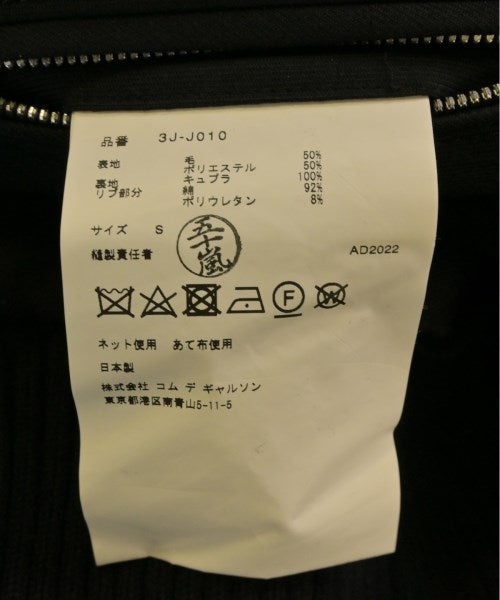 品番 3J-J010
表地 毛 50%
ポリエステル 50%
裏地 キュプラ 100%
リブ部分 綿 92%
ポリウレタン 8%
サイズ S
縫製責任者 五十嵐 AD2022
F W
ネット使用 あて布使用
日本製
株式会社 コム デ ギャルソン
東京都港区南青山5-11-5